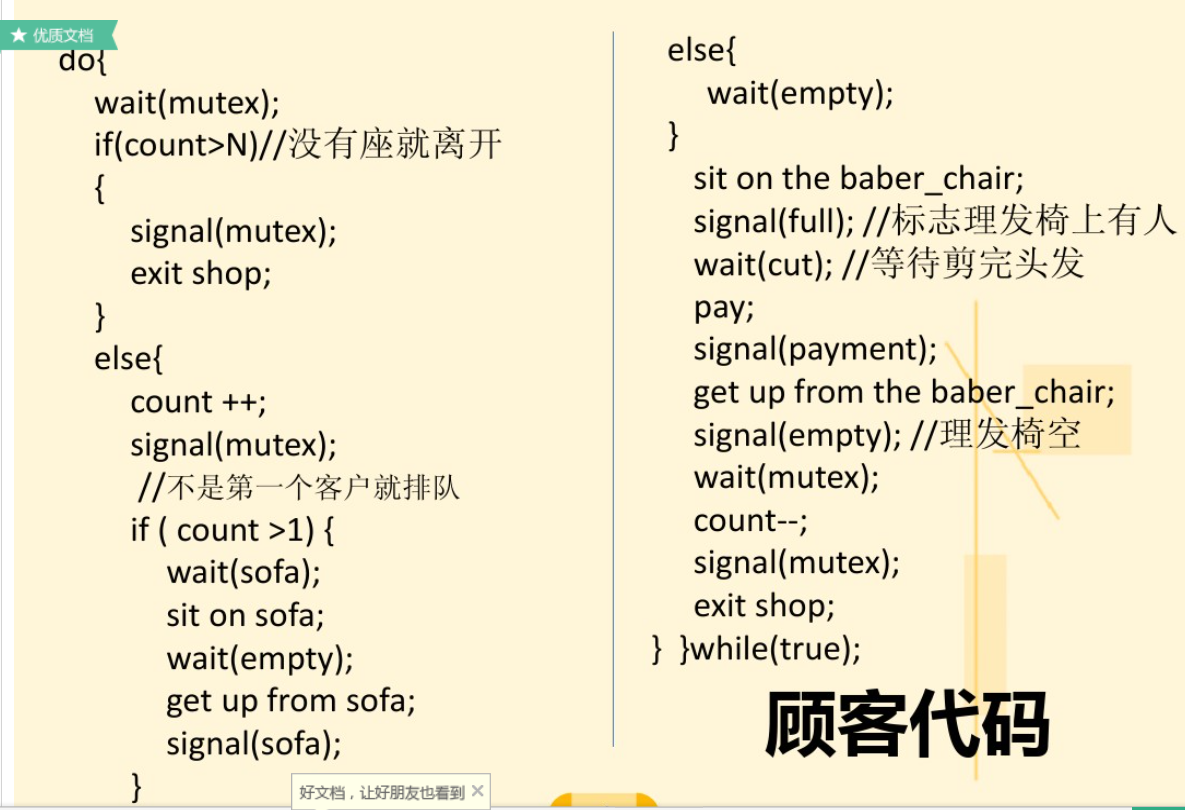 优质文档
do{
wait(mutex);
if(count>N)//没有座就离开
{
signal(mutex);
exit shop;
}
else{
count ++;
signal(mutex);
//不是第一个客户就排队
if ( count >1) {
wait(sofa);
sit on sofa;
wait(empty);
get up from sofa;
signal(sofa);
}
else{
wait(empty);
}
sit on the baber_chair;
signal(full); //标志理发椅上有人
wait(cut); //等待剪完头发
pay;
signal(payment);
get up from the baber_chair;
signal(empty); //理发椅空
wait(mutex);
count--;
signal(mutex);
exit shop;
} }while(true);
顾客代码
好文档，让好朋友也看到